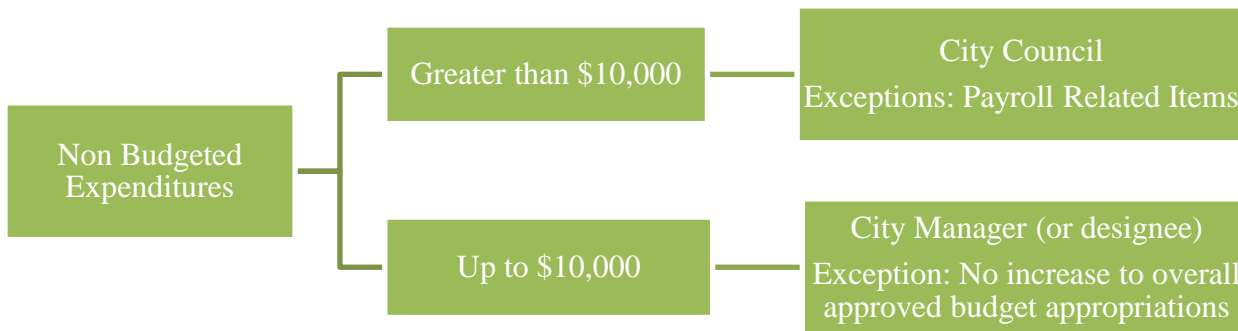 Non Budgeted
Expenditures
Greater than $10,000
City Council
Exceptions: Payroll Related Items
Up to $10,000
City Manager (or designee)
Exception: No increase to overall
approved budget appropriations